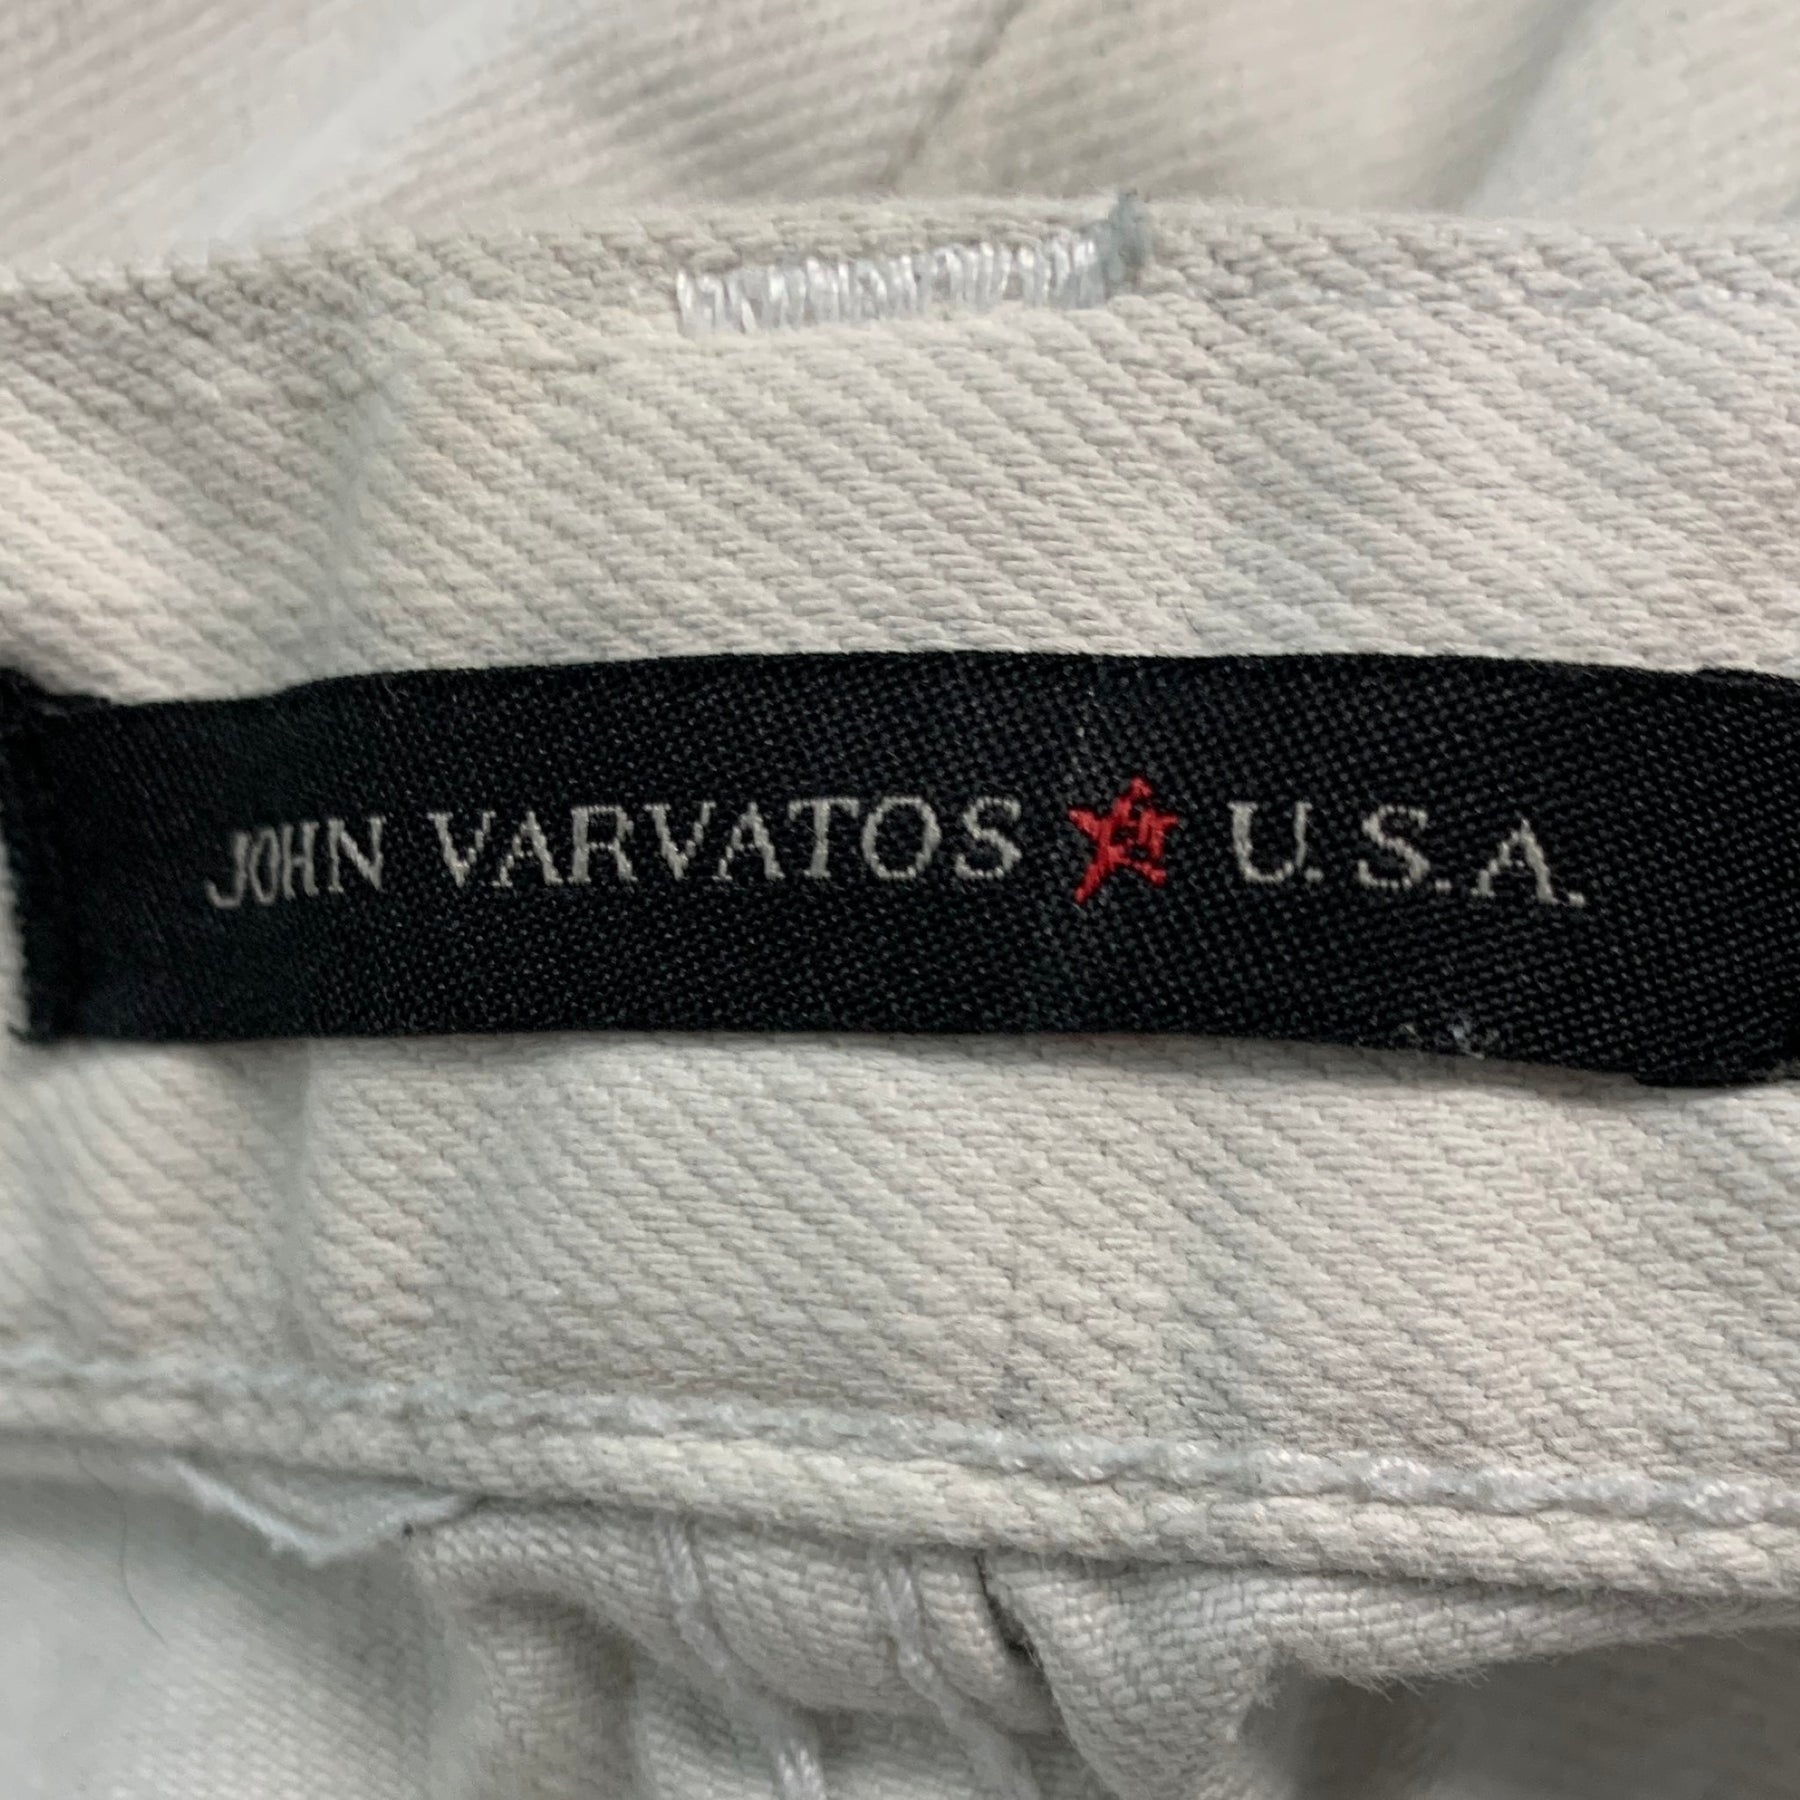 JOHN VARVATOS ★ U.S.A.